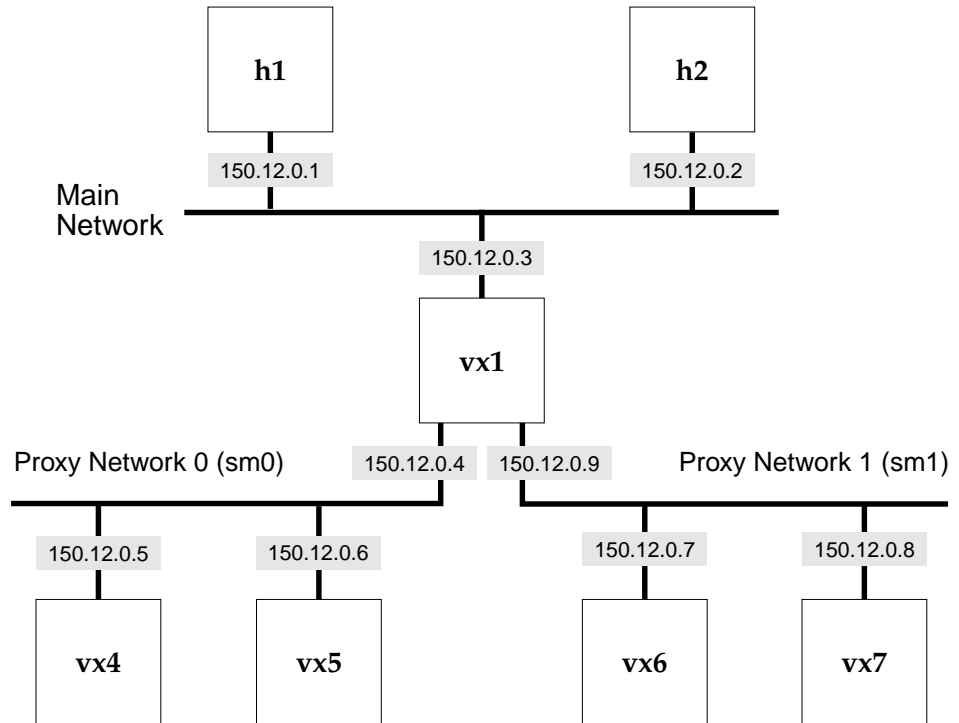 h1
h2
150.12.0.1
150.12.0.2
Main
Network
150.12.0.3
vx1
Proxy Network 0 (sm0)
150.12.0.4
150.12.0.9
Proxy Network 1 (sm1)
150.12.0.5
150.12.0.6
150.12.0.7
150.12.0.8
vx4
vx5
vx6
vx7